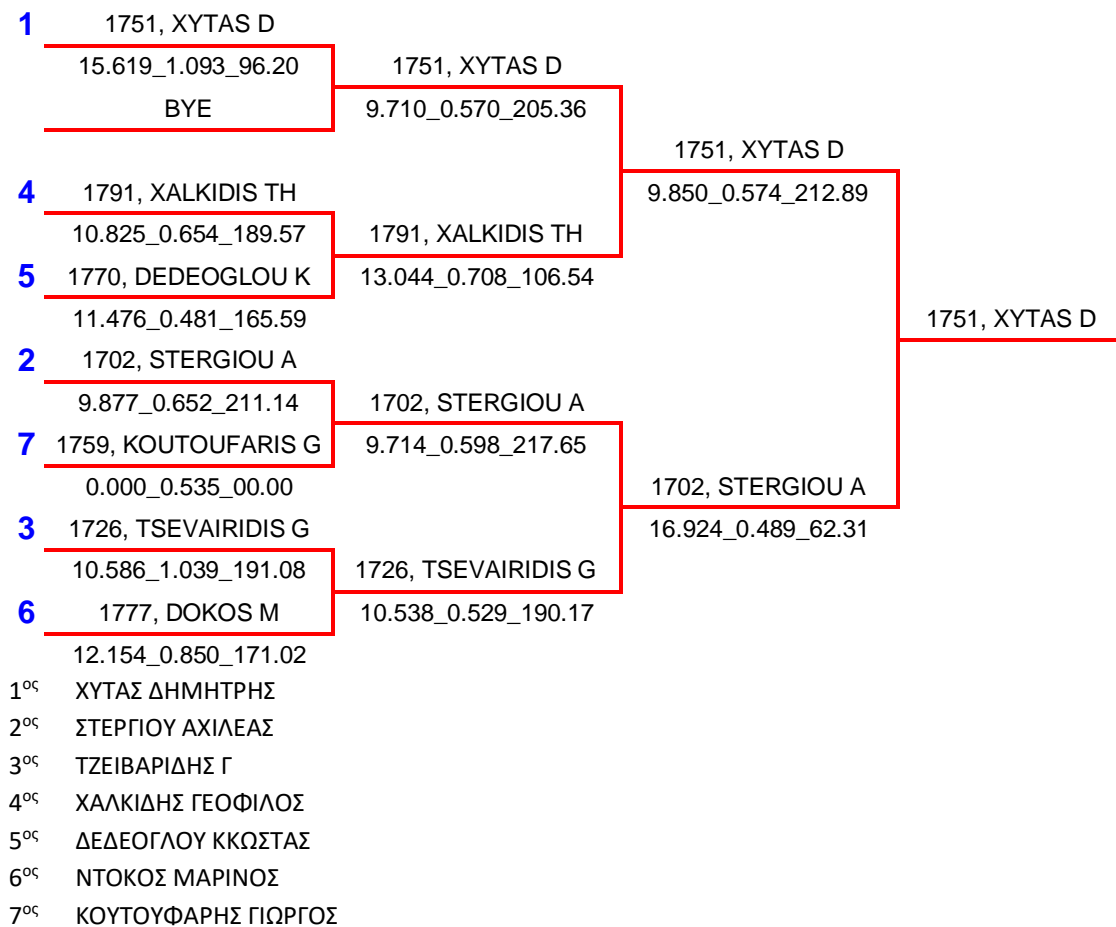 1 1751, XYTAS D
15.619_1.093_96.20 1751, XYTAS D
BYE 9.710_0.570_205.36
1751, XYTAS D
4 1791, XALKIDIS TH 9.850_0.574_212.89
10.825_0.654_189.57 1791, XALKIDIS TH
5 1770, DEDEOGLOU K 13.044_0.708_106.54
11.476_0.481_165.59 1751, XYTAS D
2 1702, STERGIOU A
9.877_0.652_211.14 1702, STERGIOU A
7 1759, KOUTOUFARIS G 9.714_0.598_217.65
0.000_0.535_00.00 1702, STERGIOU A
3 1726, TSEVAIRIDIS G 16.924_0.489_62.31
10.586_1.039_191.08 1726, TSEVAIRIDIS G
6 1777, DOKOS M 10.538_0.529_190.17
12.154_0.850_171.02
1ος ΧΥΤΑΣ ΔΗΜΗΤΡΗΣ
2ος ΣΤΕΡΓΙΟΥ ΑΧΙΛΕΑΣ
3ος ΤΖΕΙΒΑΡΙΔΗΣ Γ
4ος ΧΑΛΚΙΔΗΣ ΓΕΟΦΙΛΟΣ
5ος ΔΕΔΕΟΓΛΟΥ ΚΚΩΣΤΑΣ
6ος ΝΤΟΚΟΣ ΜΑΡΙΝΟΣ
7ος ΚΟΥΤΟΥΦΑΡΗΣ ΓΙΩΡΓΟΣ